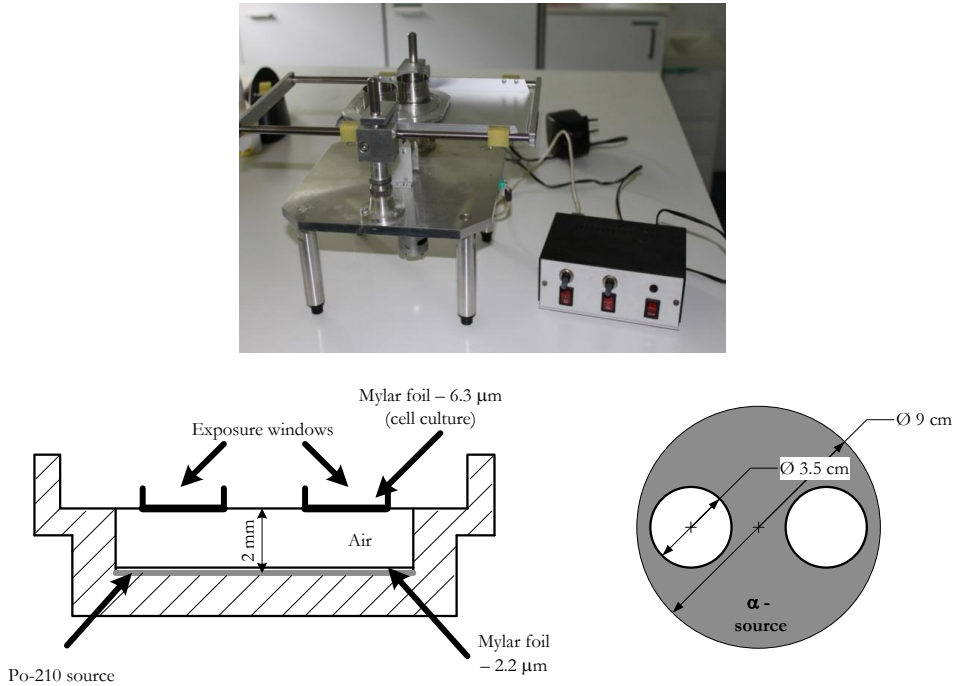 Mylar foil – 6.3 μm
(cell culture)
Exposure windows
2 mm
Air
Po-210 source
Mylar foil
– 2.2 μm
Ø 9 cm
Ø 3.5 cm
α -
source